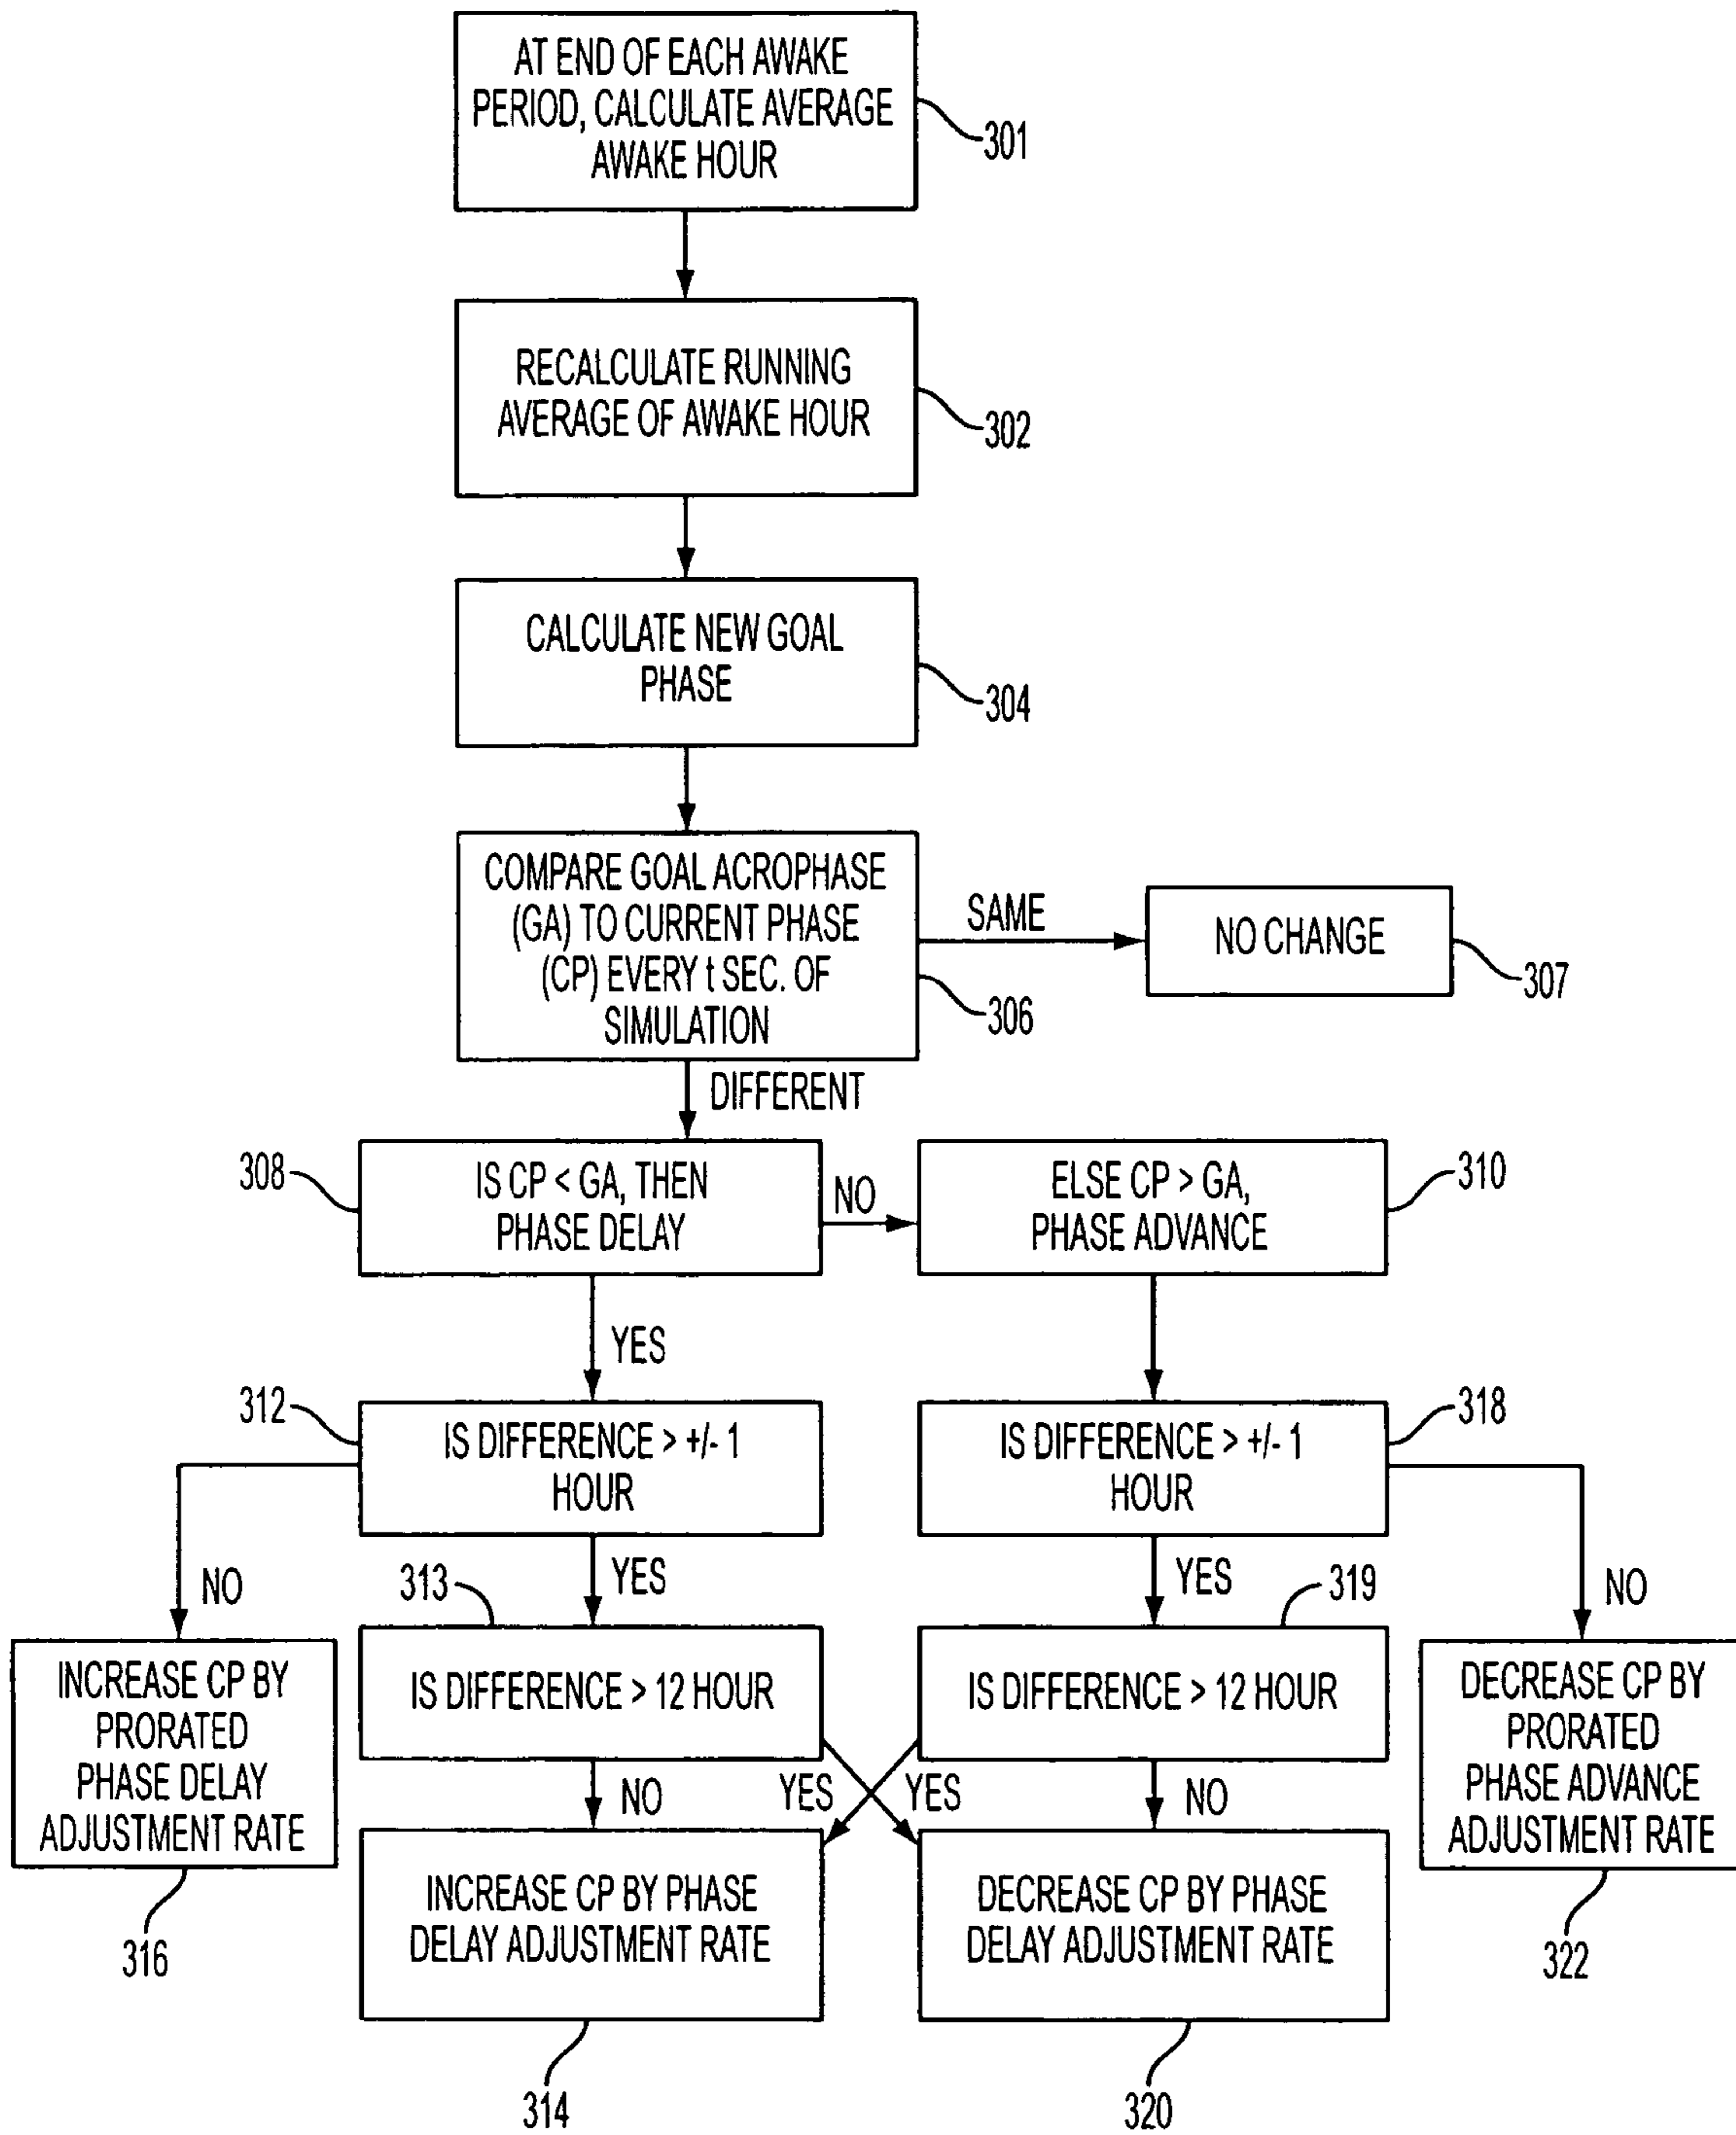 AT END OF EACH AWAKE
PERIOD, CALCULATE AVERAGE
AWAKE HOUR
301
RECALCULATE RUNNING
AVERAGE OF AWAKE HOUR
302
CALCULATE NEW GOAL
PHASE
304
COMPARE GOAL ACROPHASE
(GA) TO CURRENT PHASE
(CP) EVERY t SEC. OF
SIMULATION
306
SAME
NO CHANGE
307
DIFFERENT
308
IS CP < GA, THEN
PHASE DELAY
NO
ELSE CP > GA,
PHASE ADVANCE
310
YES
312
IS DIFFERENCE > +/- 1
HOUR
IS DIFFERENCE > +/- 1
HOUR
318
NO
313
YES
YES
319
NO
INCREASE CP BY
PRORATED
PHASE DELAY
ADJUSTMENT RATE
316
IS DIFFERENCE > 12 HOUR
IS DIFFERENCE > 12 HOUR
DECREASE CP BY
PRORATED
PHASE ADVANCE
ADJUSTMENT RATE
322
NO
YES
YES
NO
INCREASE CP BY PHASE
DELAY ADJUSTMENT RATE
314
DECREASE CP BY PHASE
DELAY ADJUSTMENT RATE
320